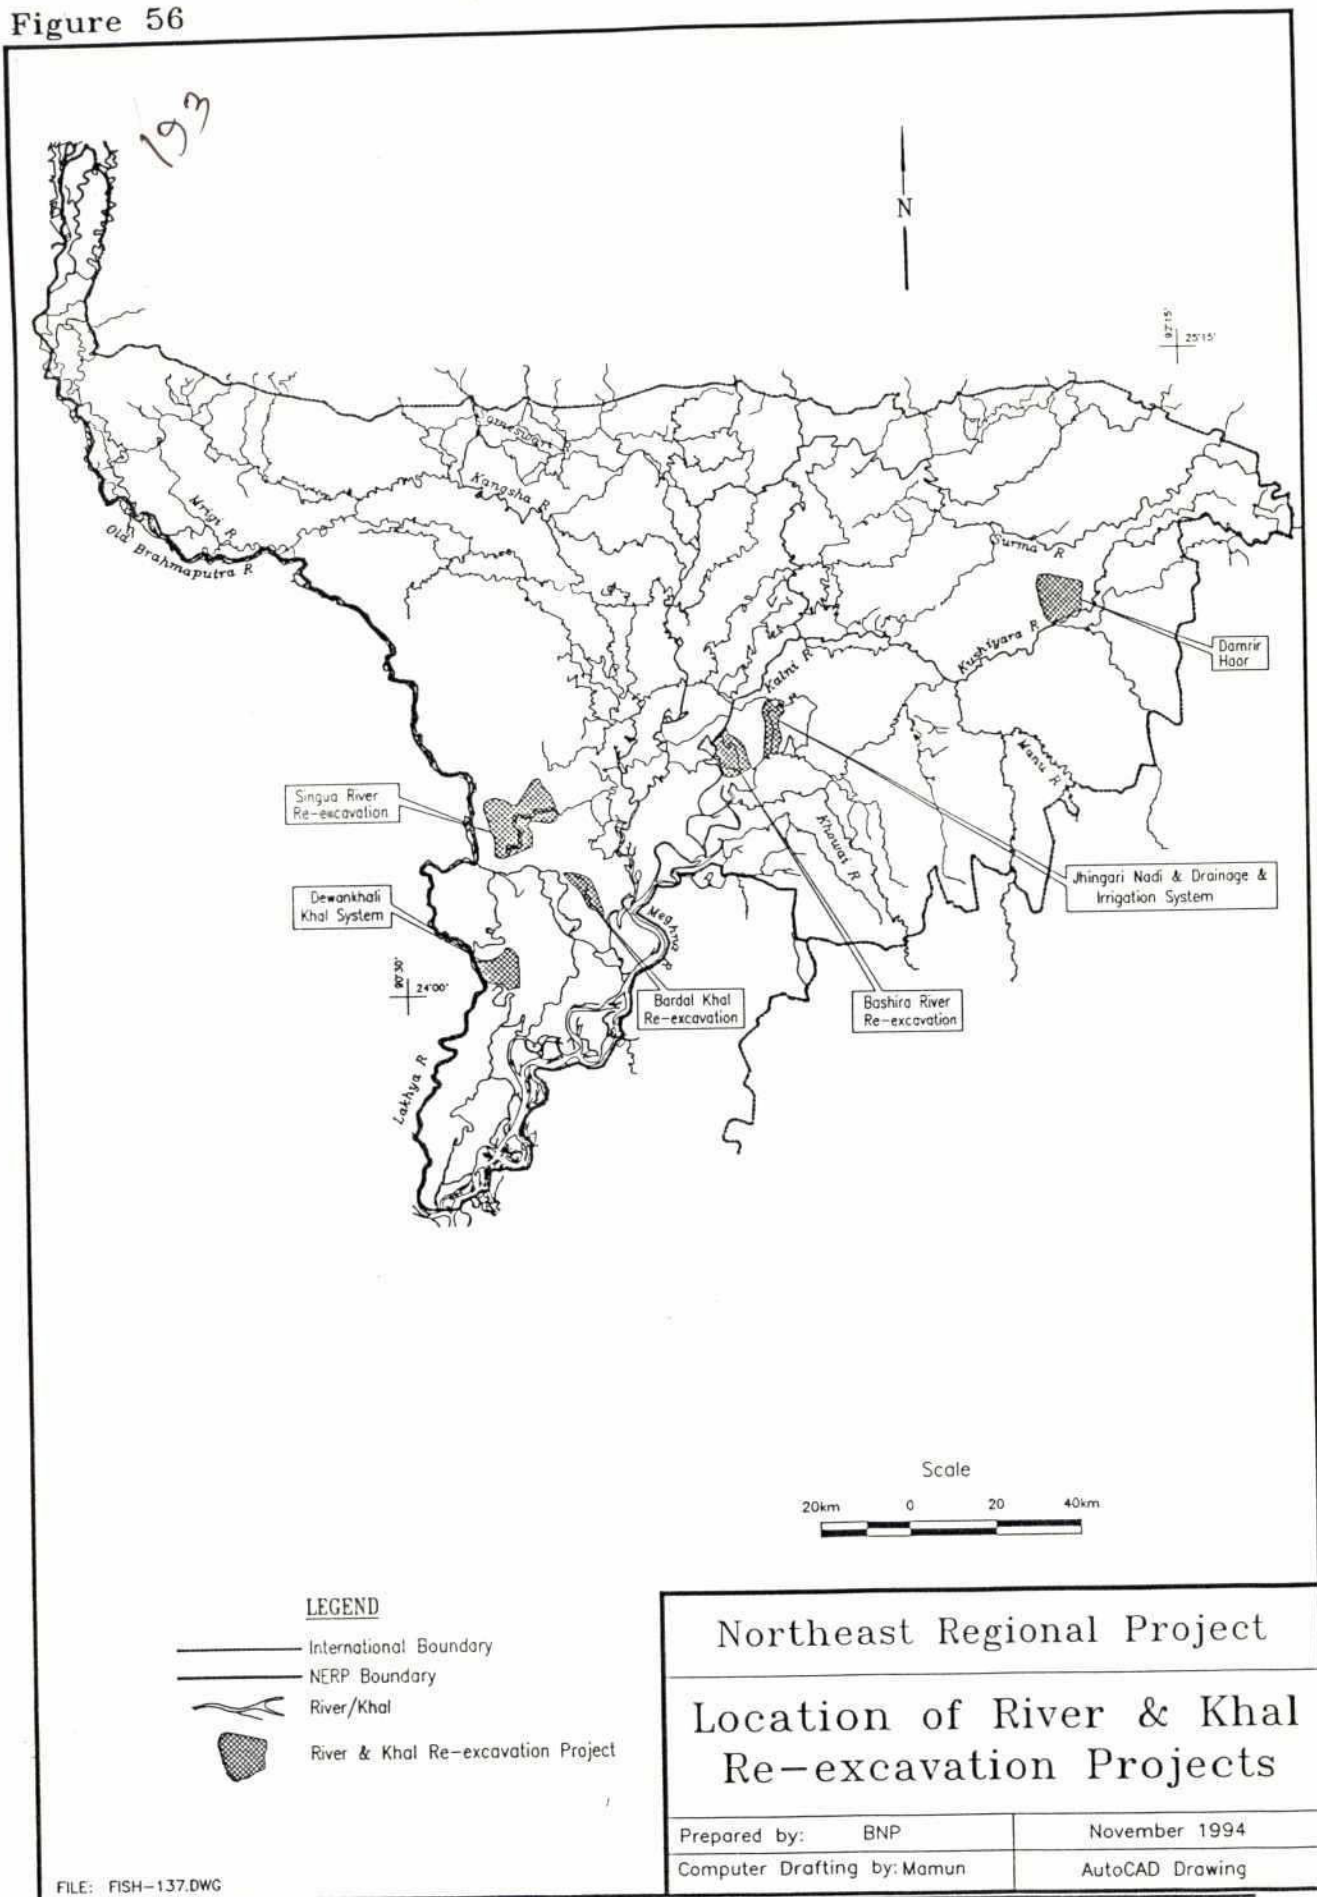 Figure 56
193
N
92°15'
25°15'
Someswari
Kangsha R
Mrigi R
Old Brahmaputra R
Surma R
Kushiyara R
Damrir
Haor
Kalni R
Manu R
Singua River
Re-excavation
Khowai R
Jhingari Nadi & Drainage &
Irrigation System
Dewankhali
Khal System
Meghna R
90°30'
24°00'
Bardal Khal
Re-excavation
Bashira River
Re-excavation
Lakhya R
Scale
20km 0 20 40km
LEGEND
International Boundary
NERP Boundary
River/Khal
River & Khal Re-excavation Project
Northeast Regional Project
Location of River & Khal
Re-excavation Projects
Prepared by: BNP
November 1994
Computer Drafting by: Mamun
AutoCAD Drawing
FILE: FISH-137.DWG